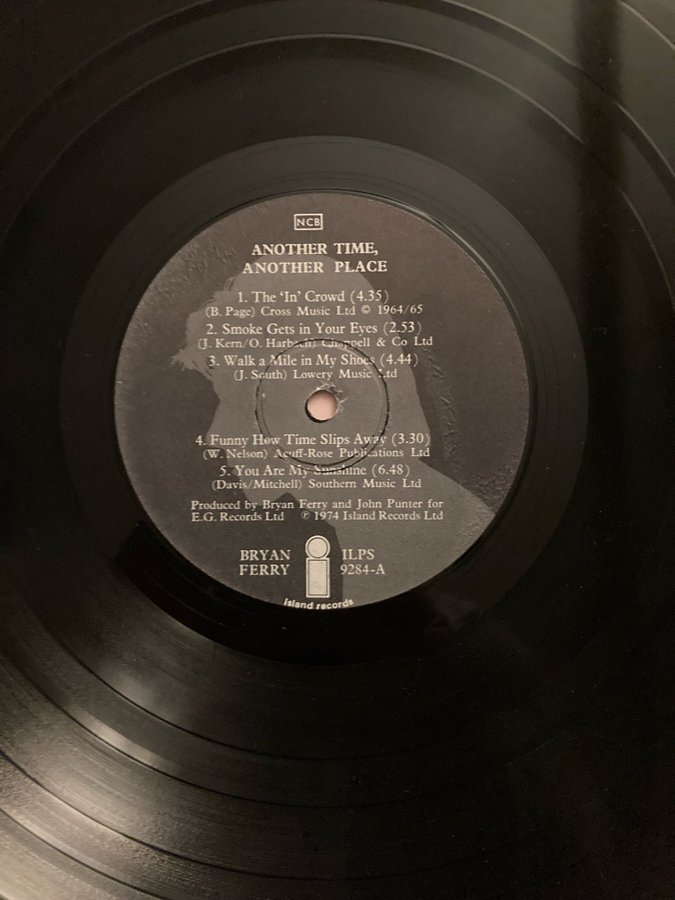 NCB
ANOTHER TIME,
ANOTHER PLACE
1. The 'In' Crowd (4.35)
(B. Page) Cross Music Ltd © 1964/65
2. Smoke Gets in Your Eyes (2.53)
(J. Kern/O. Harbach) Chappell & Co Ltd
3. Walk a Mile in My Shoes (4.44)
(J. South) Lowery Music Ltd
4. Funny How Time Slips Away (3.30)
(W. Nelson) Acuff-Rose Publications Ltd
5. You Are My Sunshine (6.48)
(Davis/Mitchell) Southern Music Ltd
Produced by Bryan Ferry and John Punter for
E.G. Records Ltd ℗ 1974 Island Records Ltd
BRYAN ILPS
FERRY 9284-A
island records